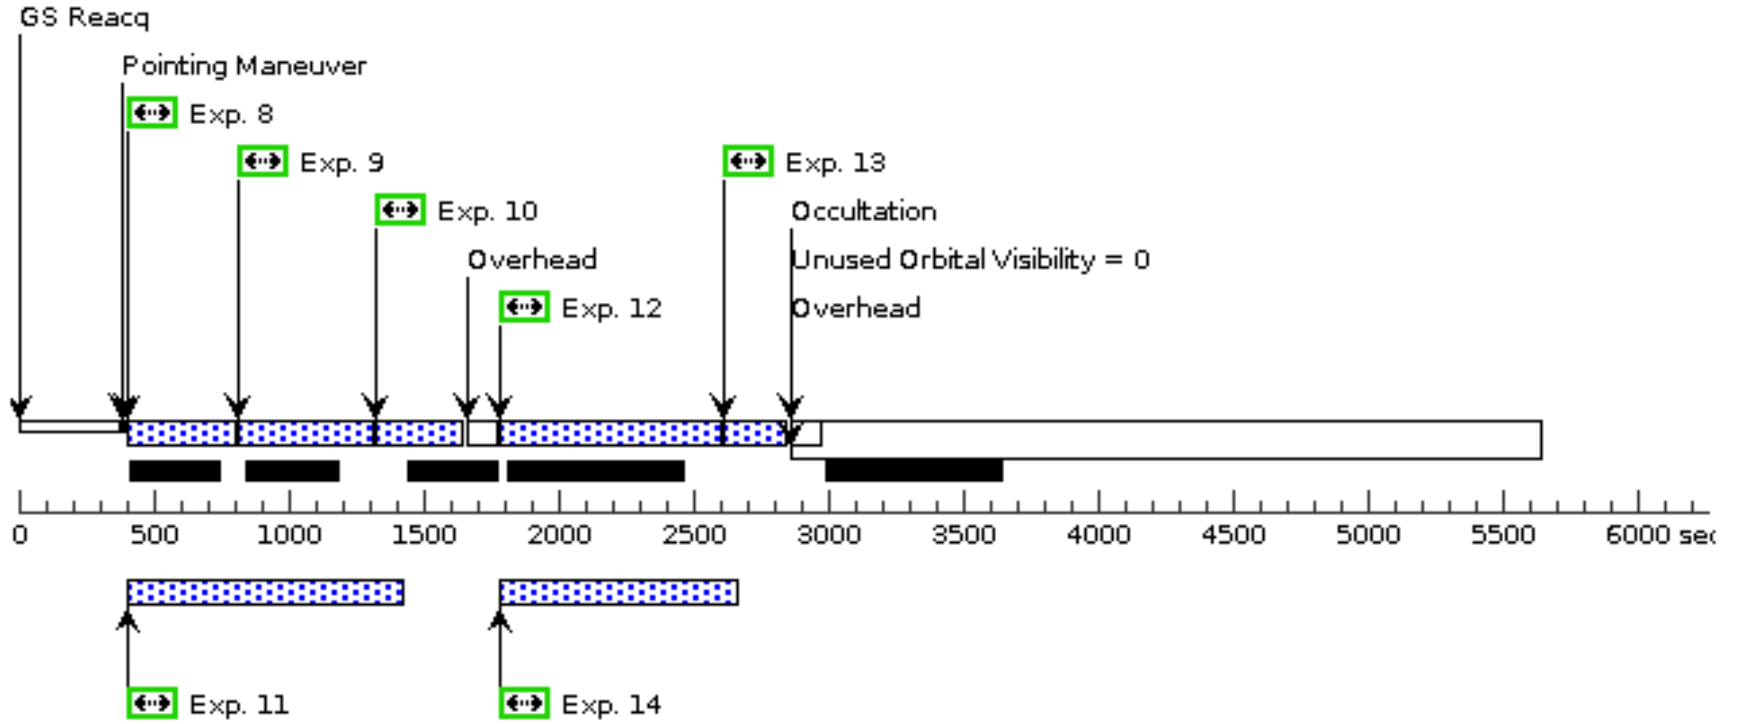 GS Reacq
Pointing Maneuver
Exp. 8
Exp. 9
Exp. 13
Exp. 10
Occultation
Overhead
Unused Orbital Visibility = 0
Exp. 12
Overhead
0 500 1000 1500 2000 2500 3000 3500 4000 4500 5000 5500 6000 sec
Exp. 11
Exp. 14